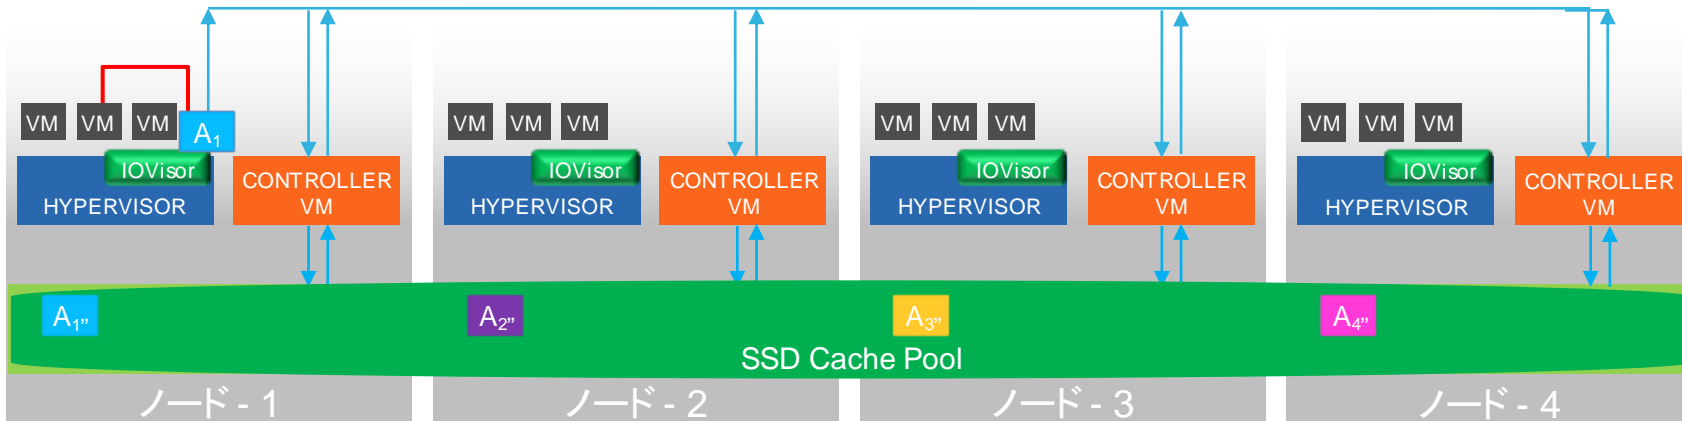 VM VM VM A1
IOVisor
HYPERVISOR
CONTROLLER
VM
VM VM VM
IOVisor
HYPERVISOR
CONTROLLER
VM
VM VM VM
IOVisor
HYPERVISOR
CONTROLLER
VM
VM VM VM
IOVisor
HYPERVISOR
CONTROLLER
VM
A1” A2” A3” A4”
SSD Cache Pool
ノード - 1
ノード - 2
ノード - 3
ノード - 4